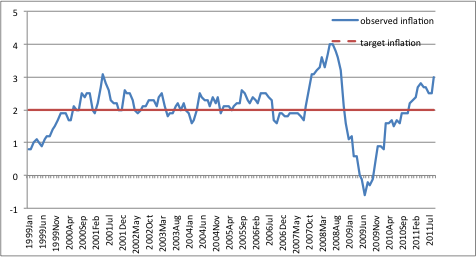 5
observed inflation
4
target inflation
3
2
1
0
-1
1999Jan
1999Jun
1999Nov
2000Apr
2000Sep
2001Feb
2001Jul
2001Dec
2002May
2002Oct
2003Mar
2003Aug
2004Jan
2004Jun
2004Nov
2005Apr
2005Sep
2006Feb
2006Jul
2006Dec
2007May
2007Oct
2008Mar
2008Aug
2009Jan
2009Jun
2009Nov
2010Apr
2010Sep
2011Feb
2011Jul